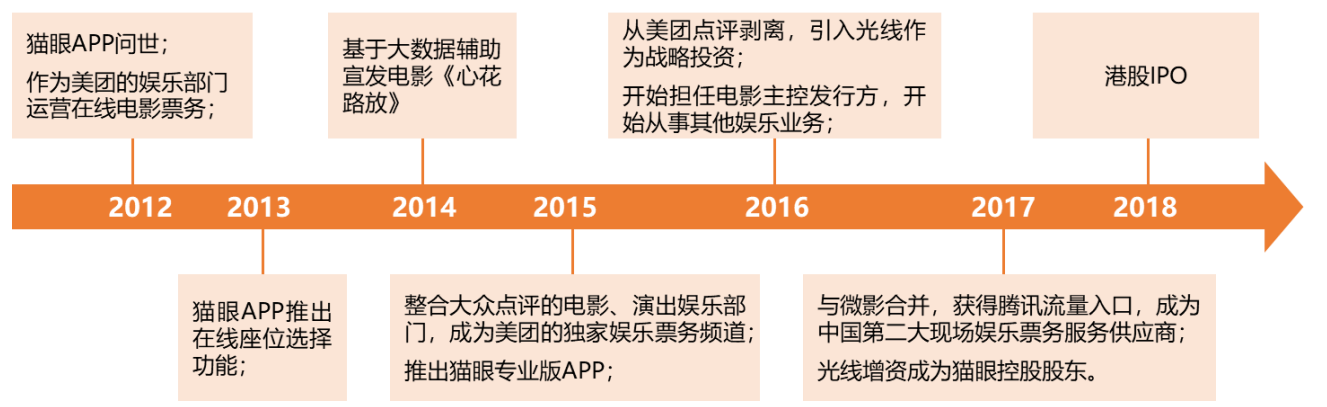 猫眼APP问世；
作为美团的娱乐部门
运营在线电影票务；
基于大数据辅助
宣发电影《心花
路放》
从美团点评剥离，引入光线作
为战略投资；
开始担任电影主控发行方，开
始从事其他娱乐业务；
港股IPO
2012
2013
2014
2015
2016
2017
2018
猫眼APP推出
在线座位选择
功能；
整合大众点评的电影、演出娱乐部
门，成为美团的独家娱乐票务频道；
推出猫眼专业版APP；
与微影合并，获得腾讯流量入口，成为
中国第二大现场娱乐票务服务供应商；
光线增资成为猫眼控股股东。